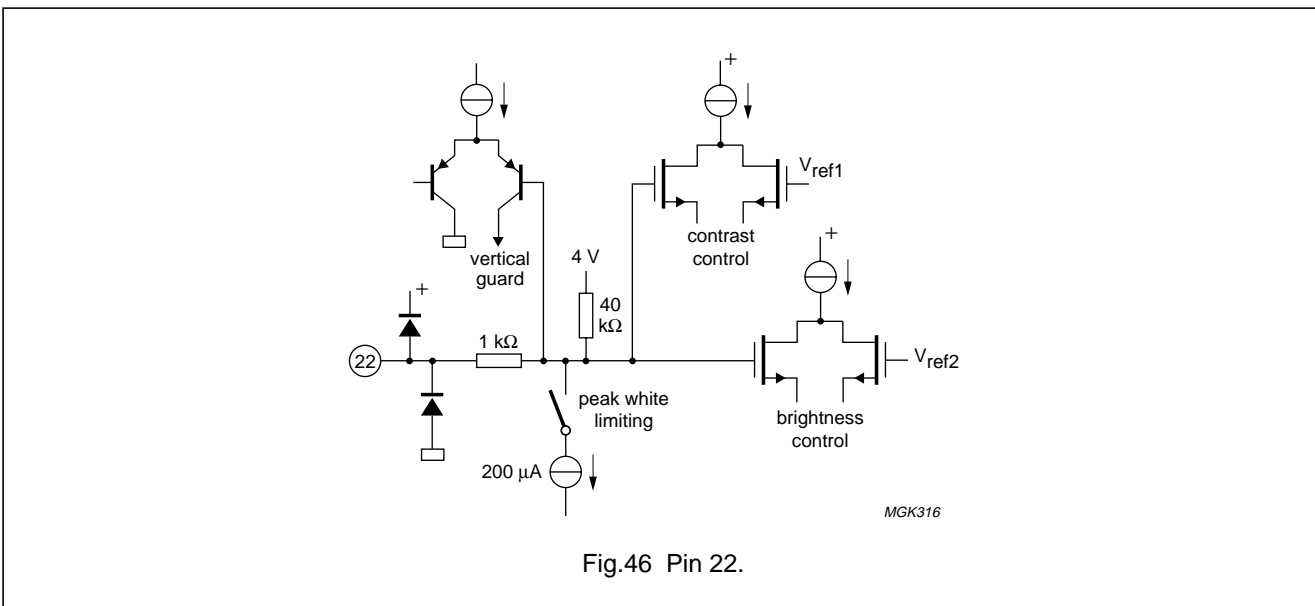 +
+
V
ref1
contrast
control
vertical
guard
4 V
+
40
kΩ
+
1 kΩ
22
V
ref2
peak white
limiting
brightness
control
200 µA
MGK316
Fig.46 Pin 22.